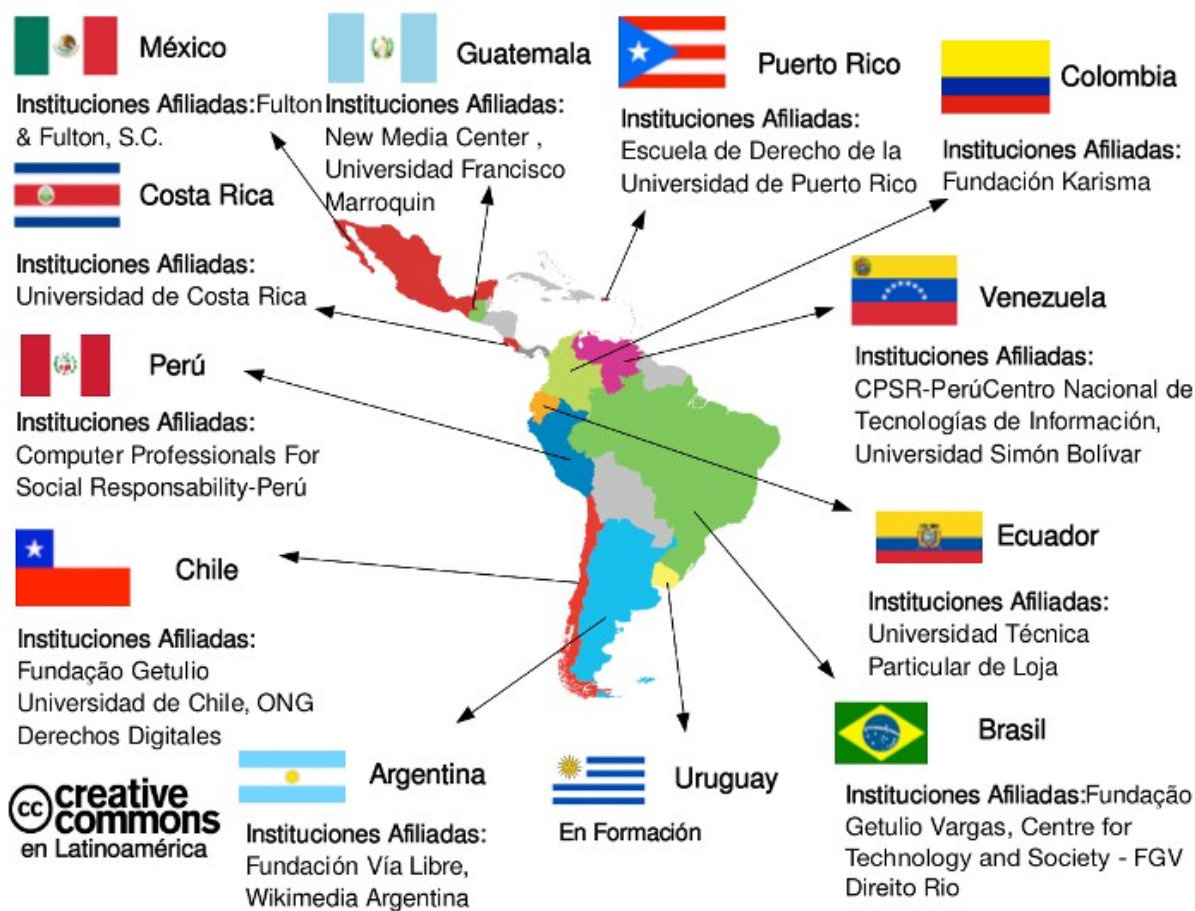 México
Instituciones Afiliadas:Fulton
& Fulton, S.C.
Guatemala
Instituciones Afiliadas:
New Media Center ,
Universidad Francisco
Marroquin
Puerto Rico
Instituciones Afiliadas:
Escuela de Derecho de la
Universidad de Puerto Rico
Colombia
Instituciones Afiliadas:
Fundación Karisma
Costa Rica
Instituciones Afiliadas:
Universidad de Costa Rica
Venezuela
Instituciones Afiliadas:
CPSR-PerúCentro Nacional de
Tecnologías de Información,
Universidad Simón Bolívar
Perú
Instituciones Afiliadas:
Computer Professionals For
Social Responsability-Perú
Ecuador
Instituciones Afiliadas:
Universidad Técnica
Particular de Loja
Chile
Instituciones Afiliadas:
Fundação Getulio
Universidad de Chile, ONG
Derechos Digitales
Brasil
Instituciones Afiliadas:Fundação
Getulio Vargas, Centre for
Technology and Society - FGV
Direito Rio
Argentina
Instituciones Afiliadas:
Fundación Vía Libre,
Wikimedia Argentina
Uruguay
En Formación
cc creative
commons
en Latinoamérica